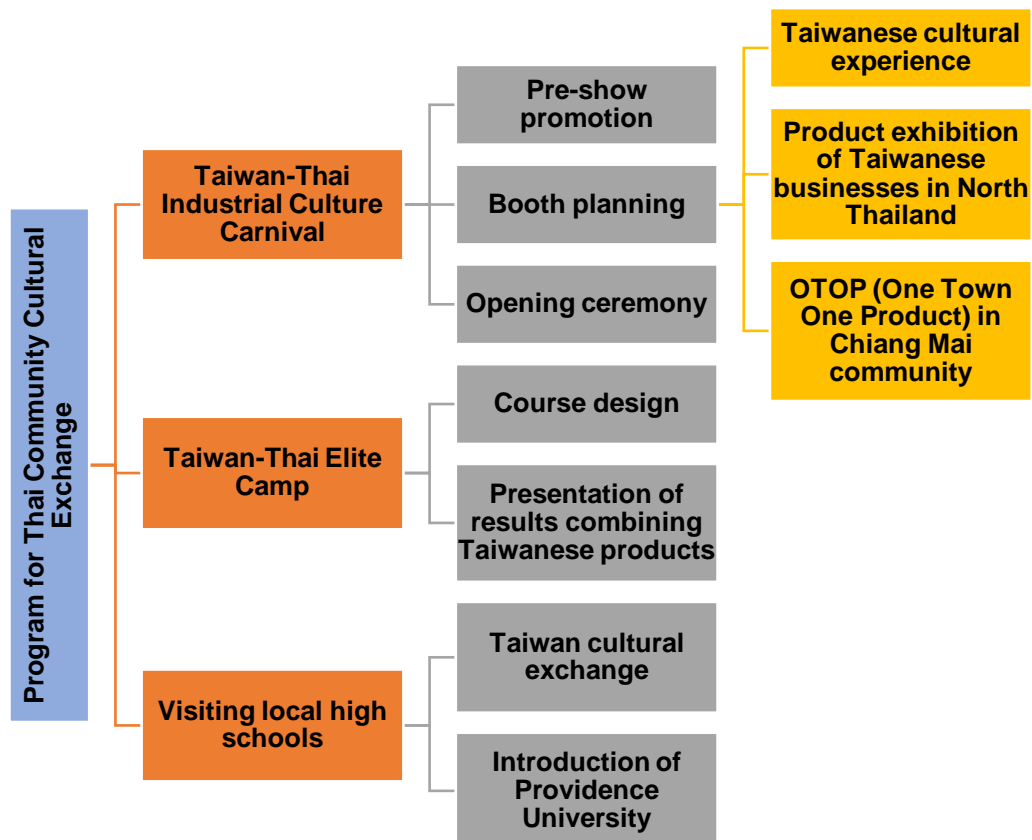 Program for Thai Community Cultural
Exchange
Taiwan-Thai
Industrial Culture
Carnival
Pre-show
promotion
Booth planning
Taiwanese cultural
experience
Product exhibition
of Taiwanese
businesses in North
Thailand
OTOP (One Town
One Product) in
Chiang Mai
community
Opening ceremony
Taiwan-Thai Elite
Camp
Course design
Presentation of
results combining
Taiwanese products
Visiting local high
schools
Taiwan cultural
exchange
Introduction of
Providence
University